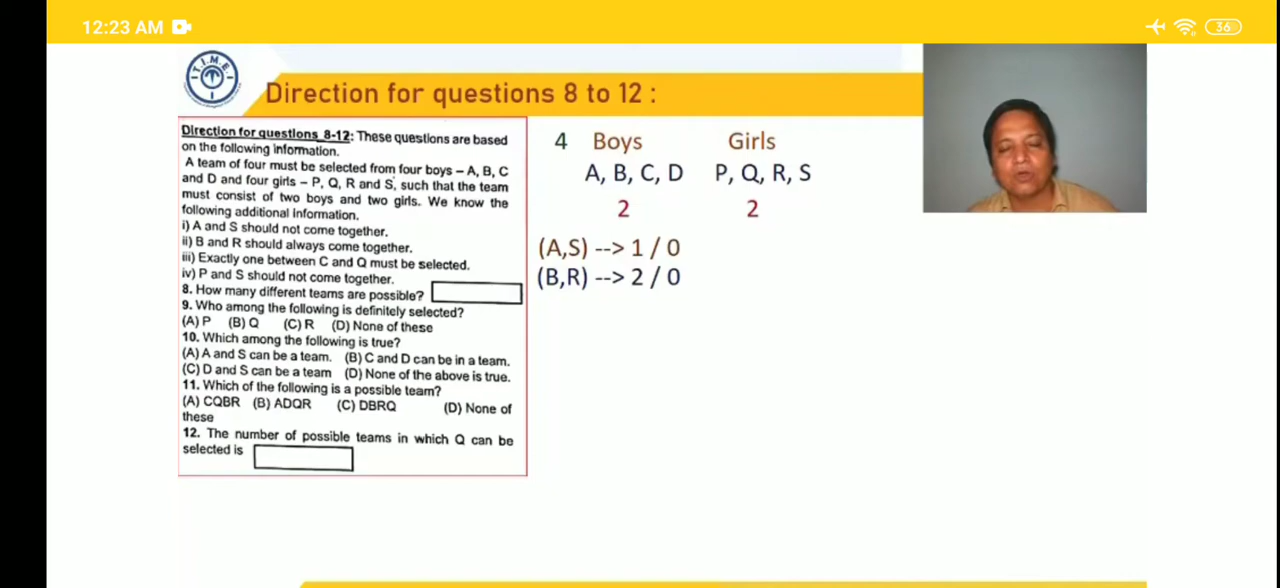 12:23 AM
36
T.I.M.E.
Direction for questions 8 to 12 :
Direction for questions 8-12: These questions are based
on the following information.
A team of four must be selected from four boys – A, B, C
and D and four girls – P, Q, R and S, such that the team
must consist of two boys and two girls. We know the
following additional information.
i) A and S should not come together.
ii) B and R should always come together.
iii) Exactly one between C and Q must be selected.
iv) P and S should not come together.
8. How many different teams are possible?
9. Who among the following is definitely selected?
(A) P (B) Q (C) R (D) None of these
10. Which among the following is true?
(A) A and S can be a team. (B) C and D can be in a team.
(C) D and S can be a team (D) None of the above is true.
11. Which of the following is a possible team?
(A) CQBR (B) ADQR (C) DBRQ (D) None of
these
12. The number of possible teams in which Q can be
selected is
4 Boys Girls
A, B, C, D P, Q, R, S
2 2
(A,S) --> 1 / 0
(B,R) --> 2 / 0